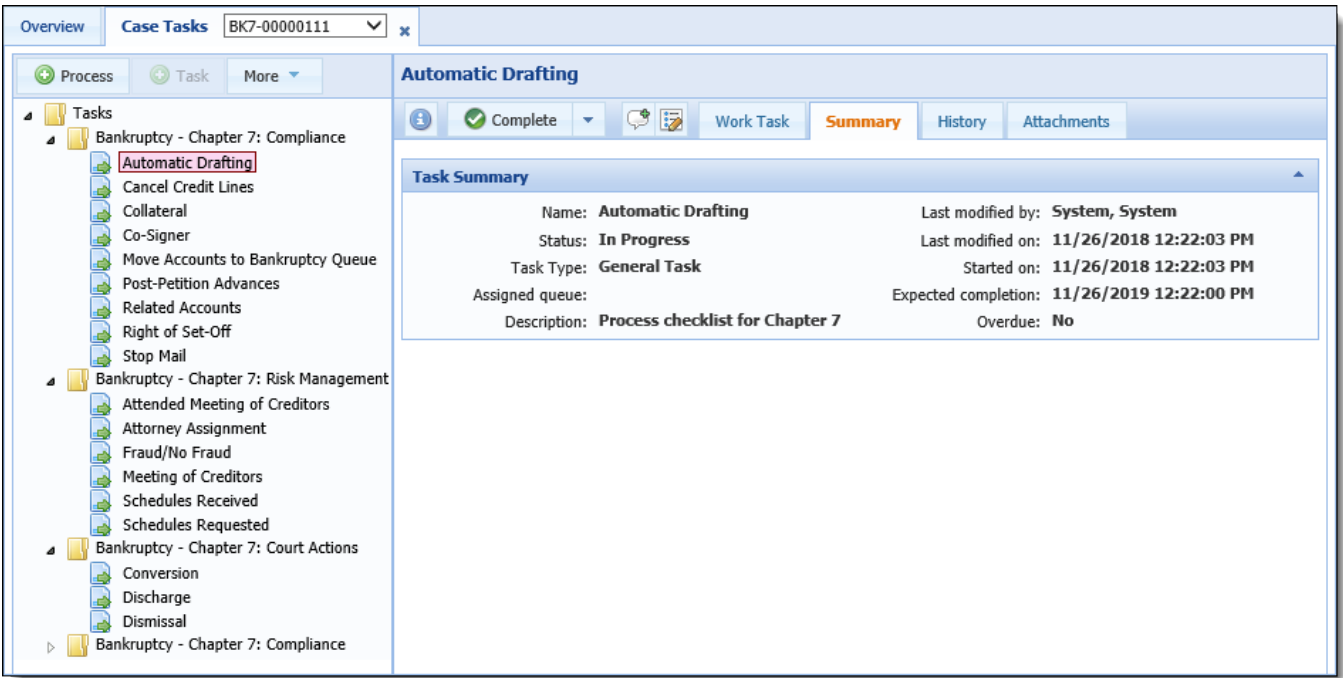 Overview
Case Tasks BK7-00000111
Process Task More
Tasks
Bankruptcy - Chapter 7: Compliance
Automatic Drafting
Cancel Credit Lines
Collateral
Co-Signer
Move Accounts to Bankruptcy Queue
Post-Petition Advances
Related Accounts
Right of Set-Off
Stop Mail
Bankruptcy - Chapter 7: Risk Management
Attended Meeting of Creditors
Attorney Assignment
Fraud/No Fraud
Meeting of Creditors
Schedules Received
Schedules Requested
Bankruptcy - Chapter 7: Court Actions
Conversion
Discharge
Dismissal
Bankruptcy - Chapter 7: Compliance
Automatic Drafting
Complete Work Task Summary History Attachments
Task Summary
Name: Automatic Drafting
Status: In Progress
Task Type: General Task
Assigned queue:
Description: Process checklist for Chapter 7
Last modified by: System, System
Last modified on: 11/26/2018 12:22:03 PM
Started on: 11/26/2018 12:22:03 PM
Expected completion: 11/26/2019 12:22:00 PM
Overdue: No